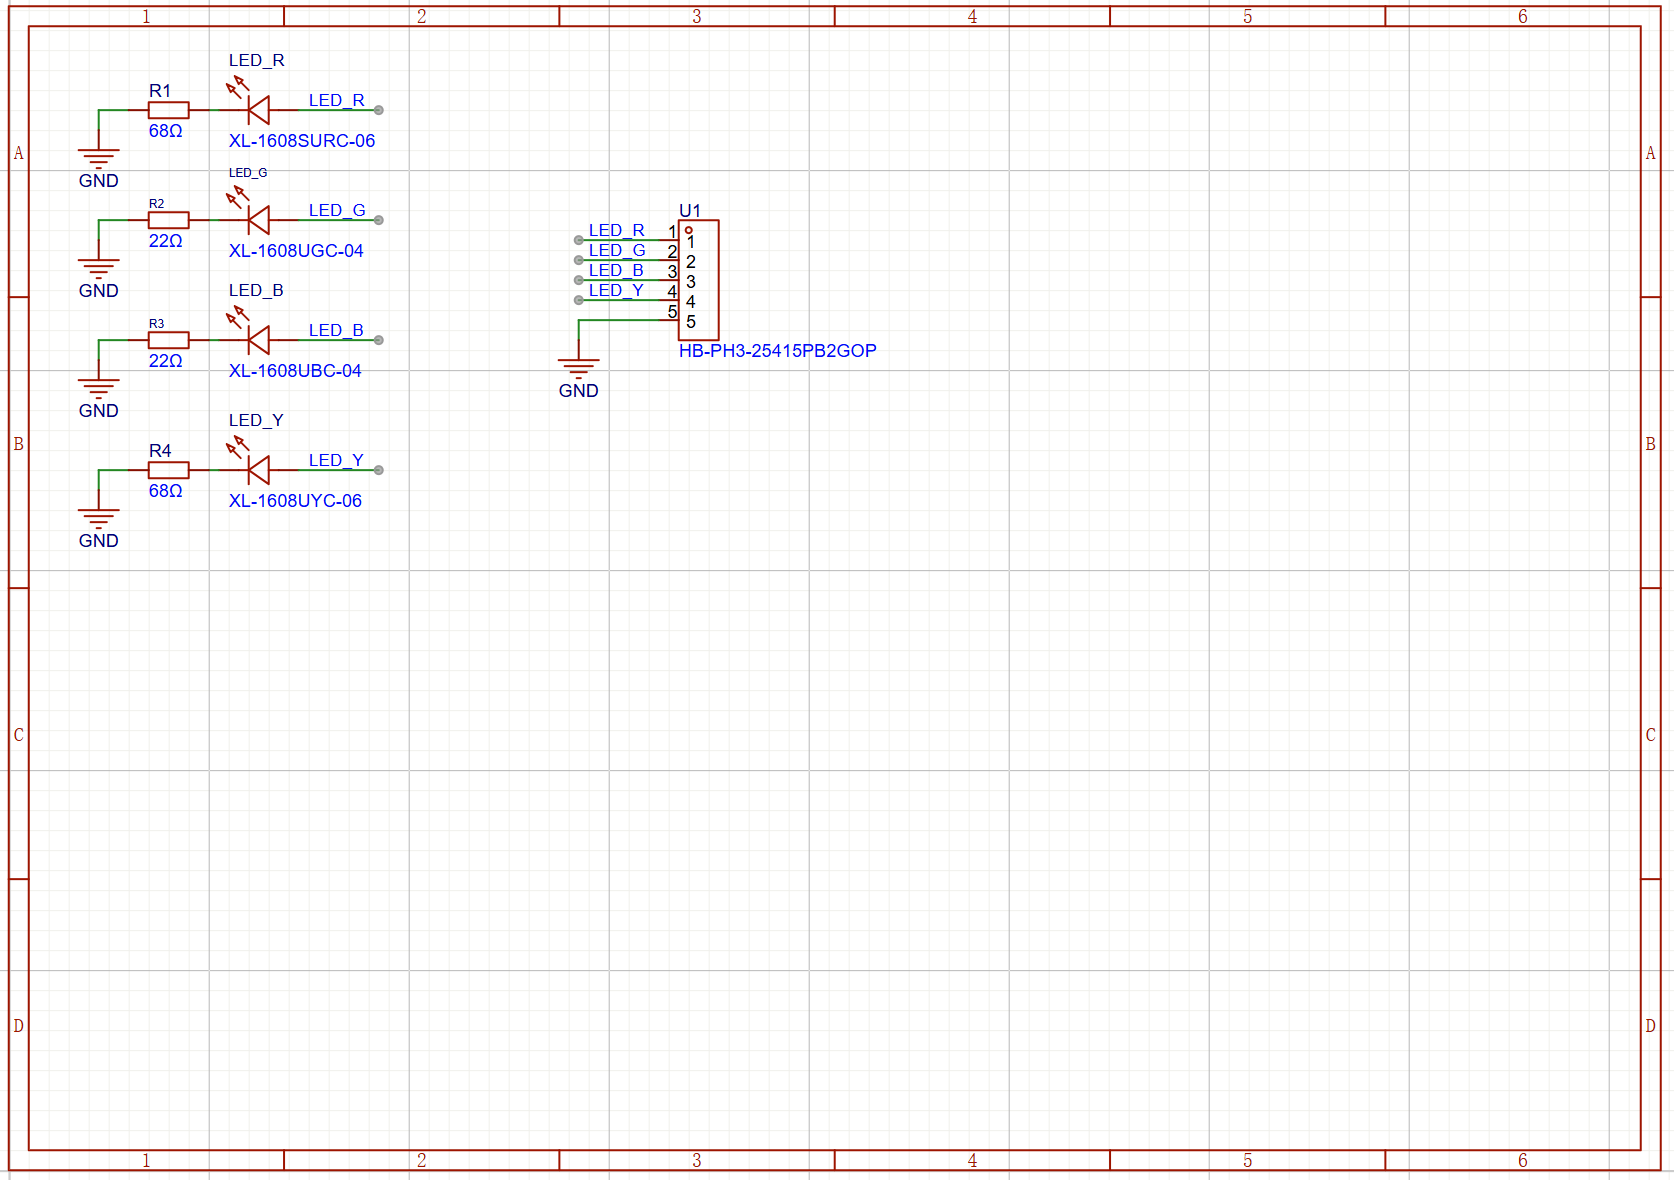 1 2 3 4 5 6
A A
B B
C C
D D
1 2 3 4 5 6
LED_R
R1
LED_R
68Ω
XL-1608SURC-06
GND
LED_G
R2
LED_G
22Ω
XL-1608UGC-04
GND
LED_B
R3
LED_B
22Ω
XL-1608UBC-04
GND
LED_Y
R4
LED_Y
68Ω
XL-1608UYC-06
GND
U1
LED_R 1 1
LED_G 2 2
LED_B 3 3
LED_Y 4 4
5 5
HB-PH3-25415PB2GOP
GND